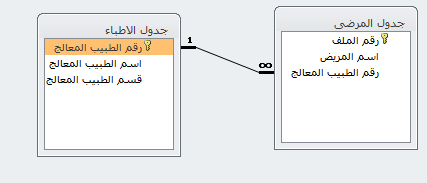 جدول المرضى
رقم الملف
اسم المريض
رقم الطبيب المعالج
جدول الاطباء
رقم الطبيب المعالج
اسم الطبيب المعالج
قسم الطبيب المعالج
1
∞